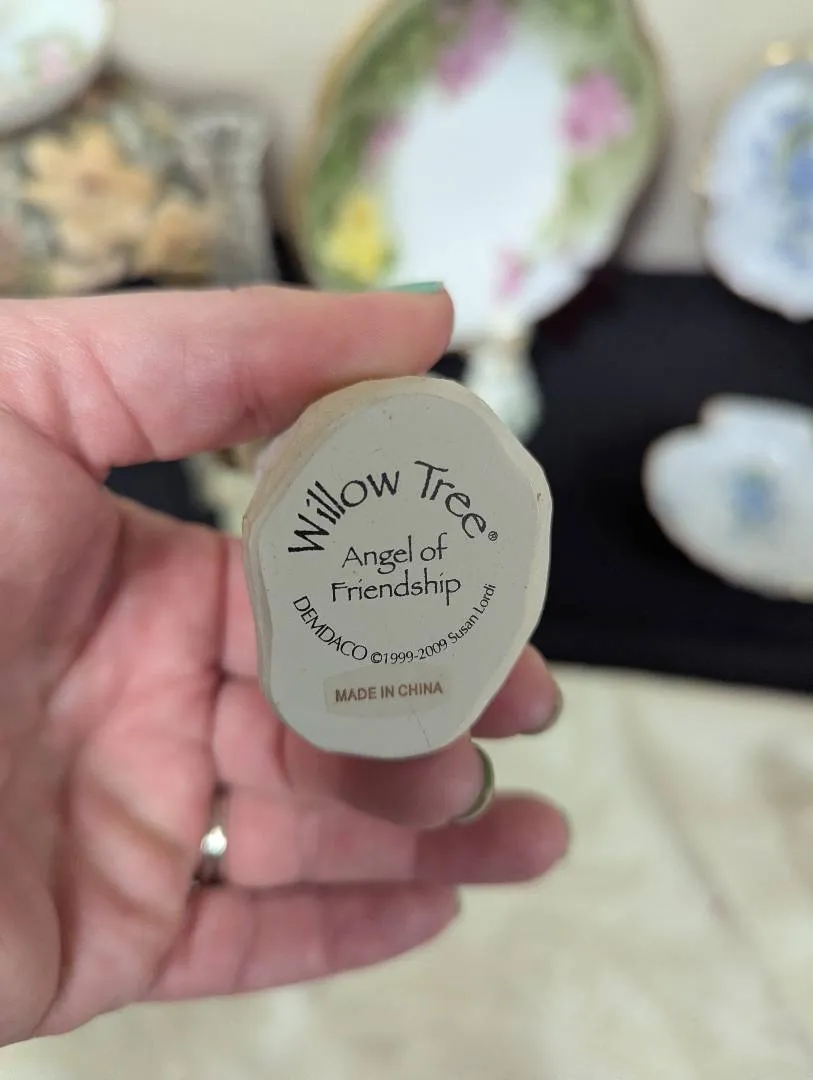 Willow Tree®
Angel of
Friendship
DEMDACO ©1999-2009 Susan Lordi
MADE IN CHINA